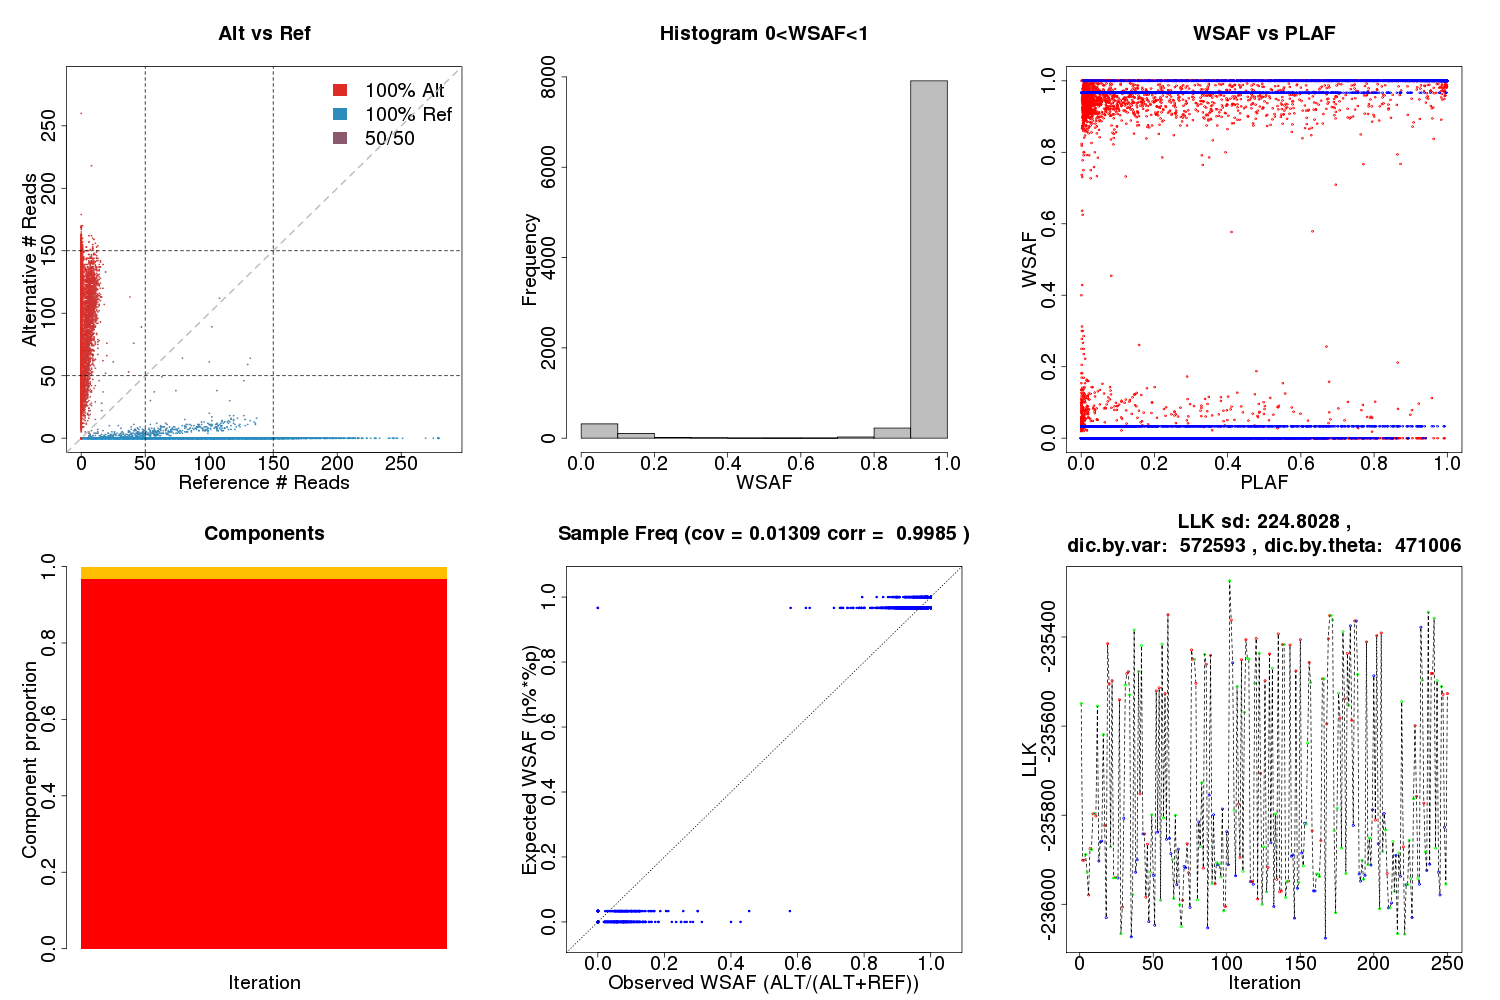 Alt vs Ref
100% Alt
100% Ref
50/50
Alternative # Reads
0 50 100 150 200 250
0 50 100 150 200 250
Reference # Reads
Histogram 0<WSAF<1
Frequency
0 2000 4000 6000 8000
0.0 0.2 0.4 0.6 0.8 1.0
WSAF
WSAF vs PLAF
WSAF
0.0 0.2 0.4 0.6 0.8 1.0
0.0 0.2 0.4 0.6 0.8 1.0
PLAF
Components
Component proportion
0.0 0.2 0.4 0.6 0.8 1.0
Iteration
Sample Freq (cov = 0.01309 corr = 0.9985 )
Expected WSAF (h%*%p)
0.0 0.2 0.4 0.6 0.8 1.0
0.0 0.2 0.4 0.6 0.8 1.0
Observed WSAF (ALT/(ALT+REF))
LLK sd: 224.8028 ,
dic.by.var: 572593 , dic.by.theta: 471006
LLK
-236000 -235800 -235600 -235400
0 50 100 150 200 250
Iteration